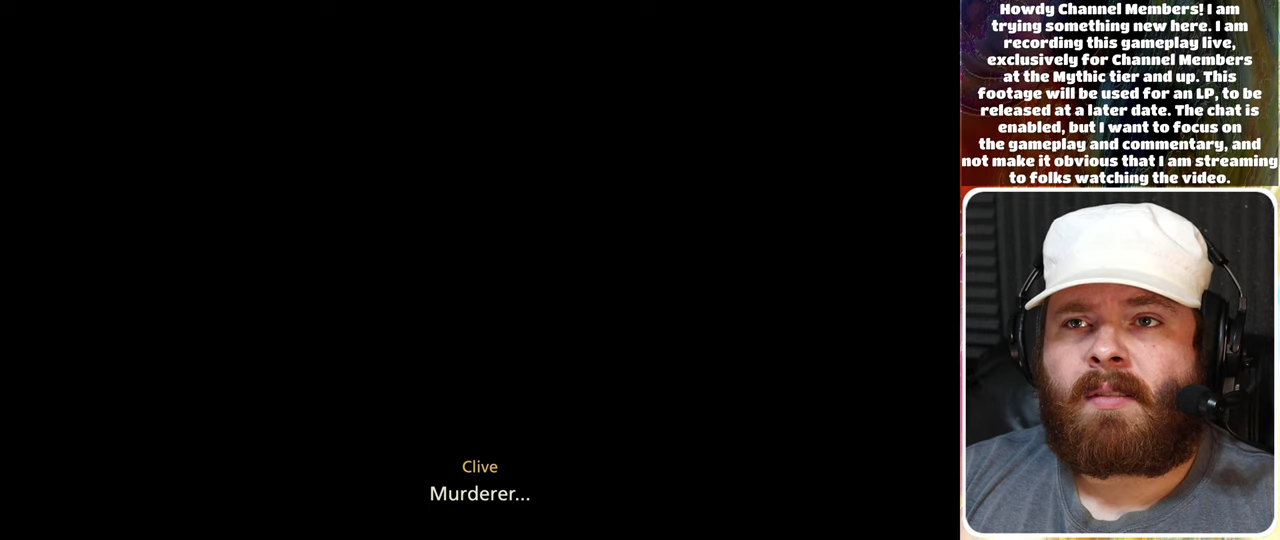 Howdy Channel Members! I am
trying something new here. I am
recording this gameplay live,
exclusively for Channel Members
at the Mythic tier and up. This
footage will be used for an LP, to be
released at a later date. The chat is
enabled, but I want to focus on
the gameplay and commentary, and
not make it obvious that I am streaming
to folks watching the video.
Clive
Murderer...